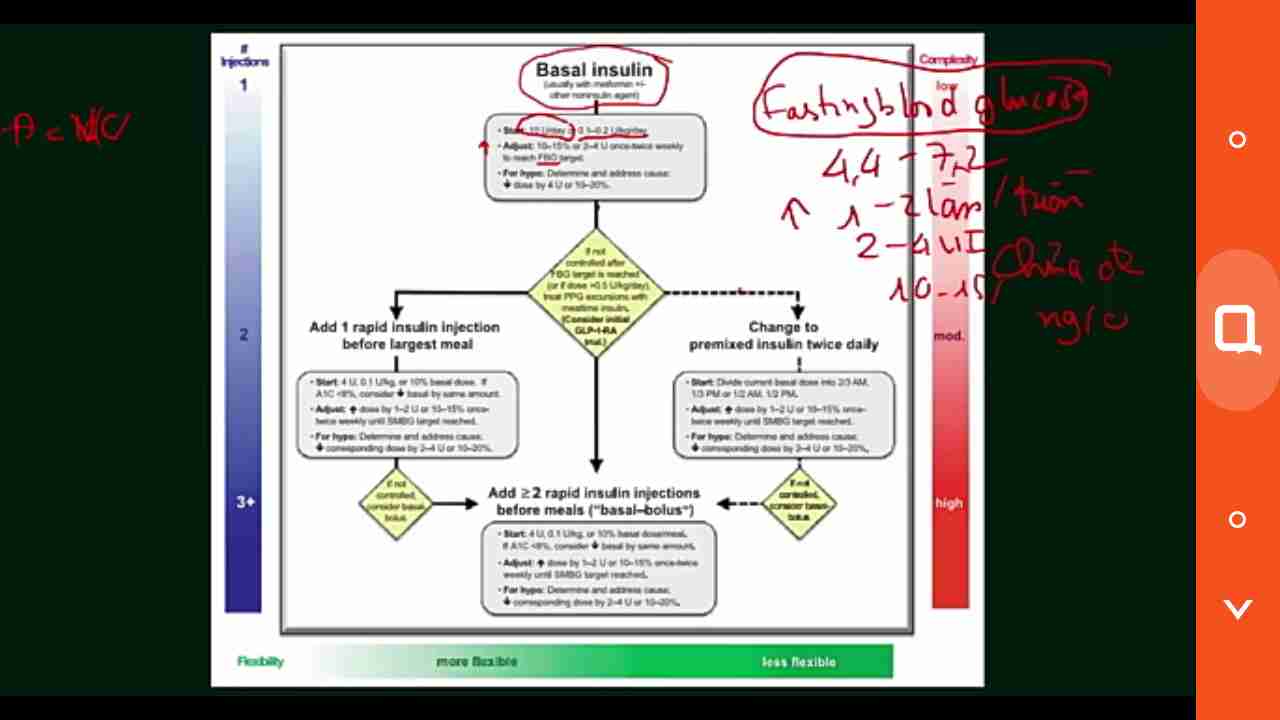 # Injections
Complexity
1
low
Basal insulin
(usually with metformin +/-
other noninsulin agent)
• Start: 10 U/day or 0.1–0.2 U/kg/day
• Adjust: 10–15% or 2–4 U once-twice weekly
to reach FBG target.
• For hypo: Determine and address cause;
⬇ dose by 4 U or 10–20%.
Fasting blood glucose
4,4 - 7,2
↑ 1 - 2 lần / tuần
2 - 4 UI
10 - 15
If not
controlled after
FBG target is reached
(or if dose >0.5 U/kg/day),
treat PPG excursions with
mealtime insulin.
(Consider initial
GLP-1-RA
trial.)
2
mod.
Add 1 rapid insulin injection
before largest meal
• Start: 4 U, 0.1 U/kg, or 10% basal dose. If
A1C <8%, consider ⬇ basal by same amount.
• Adjust: ⬆ dose by 1–2 U or 10–15% once-
twice weekly until SMBG target reached.
• For hypo: Determine and address cause;
⬇ corresponding dose by 2–4 U or 10–20%.
Change to
premixed insulin twice daily
• Start: Divide current basal dose into 2/3 AM,
1/3 PM or 1/2 AM, 1/2 PM.
• Adjust: ⬆ dose by 1–2 U or 10–15% once-
twice weekly until SMBG target reached.
• For hypo: Determine and address cause;
⬇ corresponding dose by 2–4 U or 10–20%.
3+
high
If not
controlled,
consider basal-
bolus
If not
controlled,
consider basal-
bolus
Add ≥2 rapid insulin injections
before meals ("basal–bolus")
• Start: 4 U, 0.1 U/kg, or 10% basal dose/meal.
If A1C <8%, consider ⬇ basal by same amount.
• Adjust: ⬆ dose by 1–2 U or 10–15% once-twice
weekly until SMBG target reached.
• For hypo: Determine and address cause;
⬇ corresponding dose by 2–4 U or 10–20%.
Flexibility
more flexible
less flexible